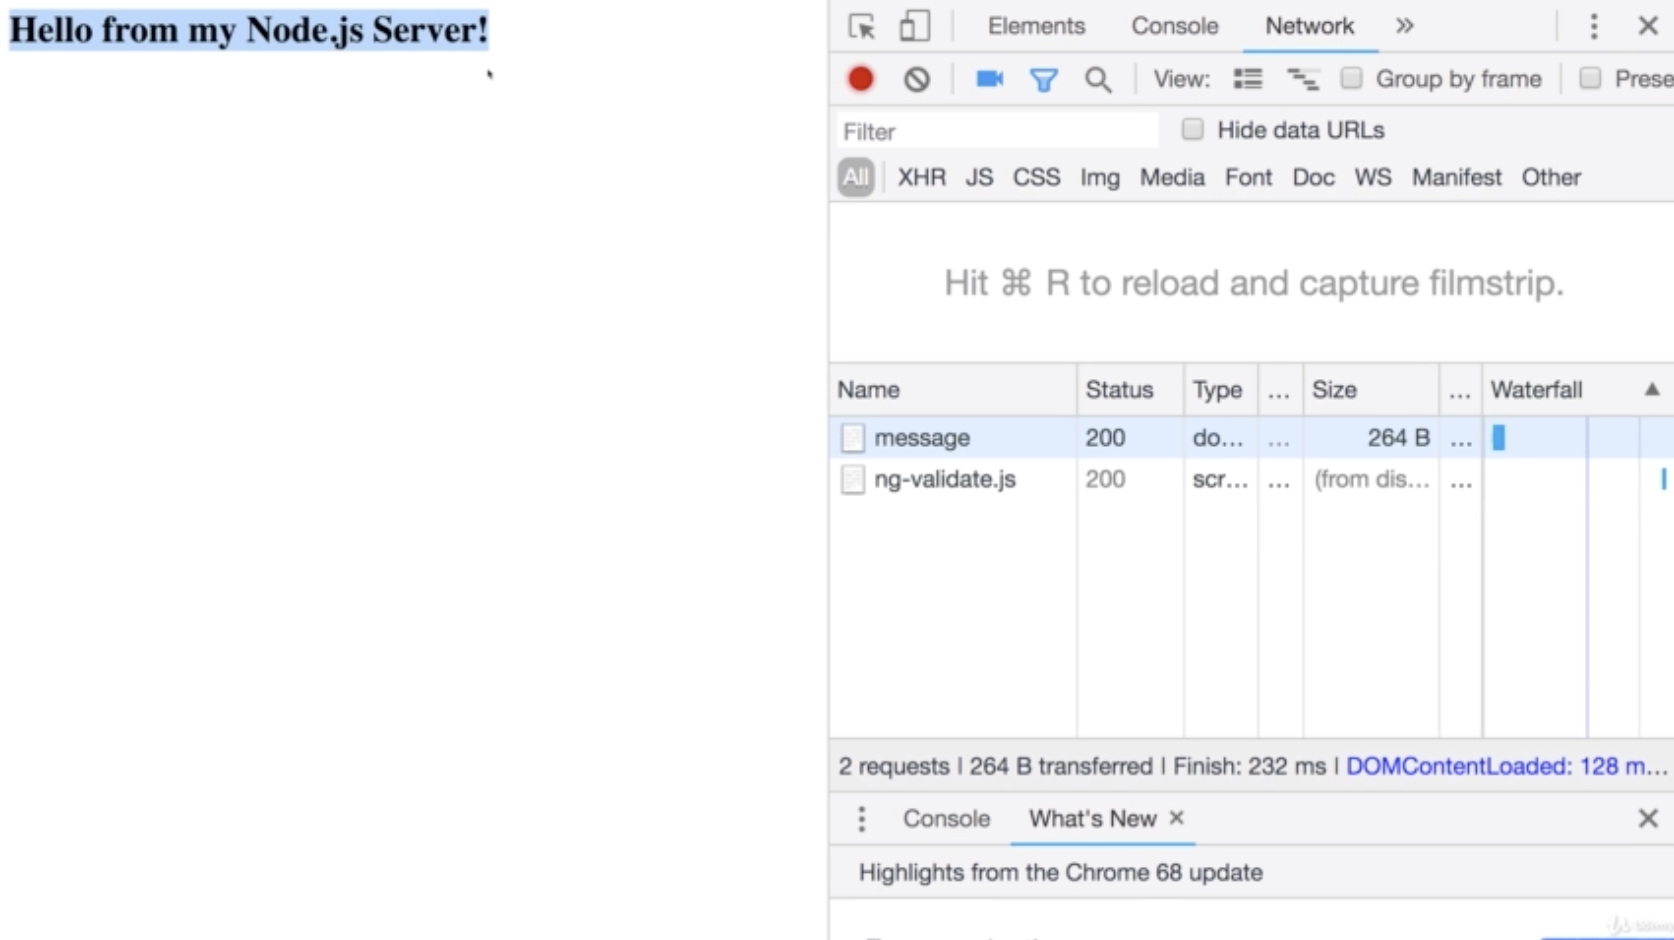 Hello from my Node.js Server!
Elements Console Network »
View: Group by frame Prese
Filter Hide data URLs
All XHR JS CSS Img Media Font Doc WS Manifest Other
Hit ⌘ R to reload and capture filmstrip.
Name Status Type ... Size ... Waterfall ▲
message 200 do... ... 264 B ...
ng-validate.js 200 scr... ... (from dis... ...
2 requests | 264 B transferred | Finish: 232 ms | DOMContentLoaded: 128 m...
Console What's New ×
Highlights from the Chrome 68 update